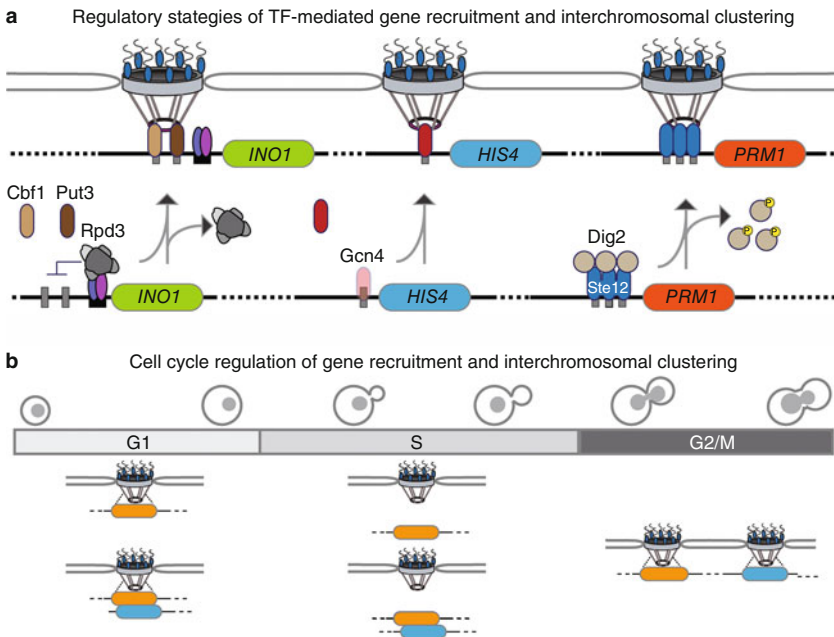 a Regulatory stategies of TF-mediated gene recruitment and interchromosomal clustering
INO1 HIS4 PRM1
Cbf1 Put3
Rpd3
Gcn4
Dig2
P
P P
Ste12
INO1 HIS4 PRM1
b Cell cycle regulation of gene recruitment and interchromosomal clustering
G1 S G2/M